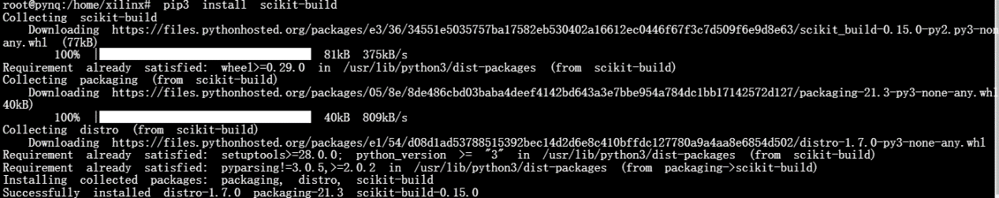 root@pynq:/home/xilinx# pip3 install scikit-build
Collecting scikit-build
Downloading https://files.pythonhosted.org/packages/e3/36/34551e5035757ba17582eb530402a16612ec0446f67f3c7d509f6e9d8e63/scikit_build-0.15.0-py2.py3-non
any.whl (77kB)
100% | 81kB 375kB/s
Requirement already satisfied: wheel>=0.29.0 in /usr/lib/python3/dist-packages (from scikit-build)
Collecting packaging (from scikit-build)
Downloading https://files.pythonhosted.org/packages/05/8e/8de486cbd03baba4deef4142bd643a3e7bbe954a784dc1bb17142572d127/packaging-21.3-py3-none-any.whl
40kB)
100% | 40kB 809kB/s
Collecting distro (from scikit-build)
Downloading https://files.pythonhosted.org/packages/e1/54/d08d1ad53788515392bec14d2d6e8c410bffdc127780a9a4aa8e6854d502/distro-1.7.0-py3-none-any.whl
Requirement already satisfied: setuptools>=28.0.0; python_version >= "3" in /usr/lib/python3/dist-packages (from scikit-build)
Requirement already satisfied: pyparsing!=3.0.5,>=2.0.2 in /usr/lib/python3/dist-packages (from packaging->scikit-build)
Installing collected packages: packaging, distro, scikit-build
Successfully installed distro-1.7.0 packaging-21.3 scikit-build-0.15.0